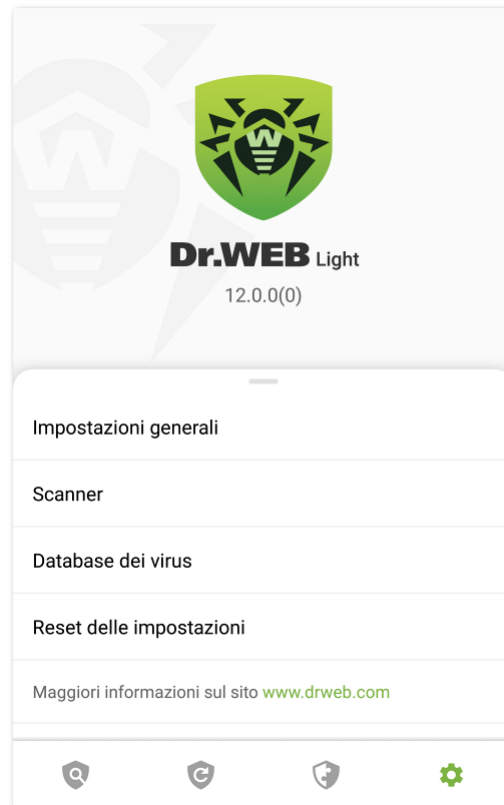 Dr.WEB Light
12.0.0(0)
Impostazioni generali
Scanner
Database dei virus
Reset delle impostazioni
Maggiori informazioni sul sito www.drweb.com